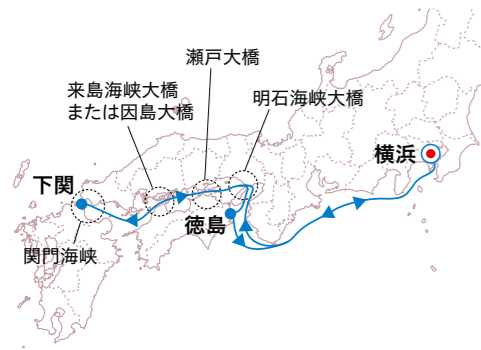 瀬戸大橋
来島海峡大橋
または因島大橋
明石海峡大橋
横浜
下関
徳島
関門海峡